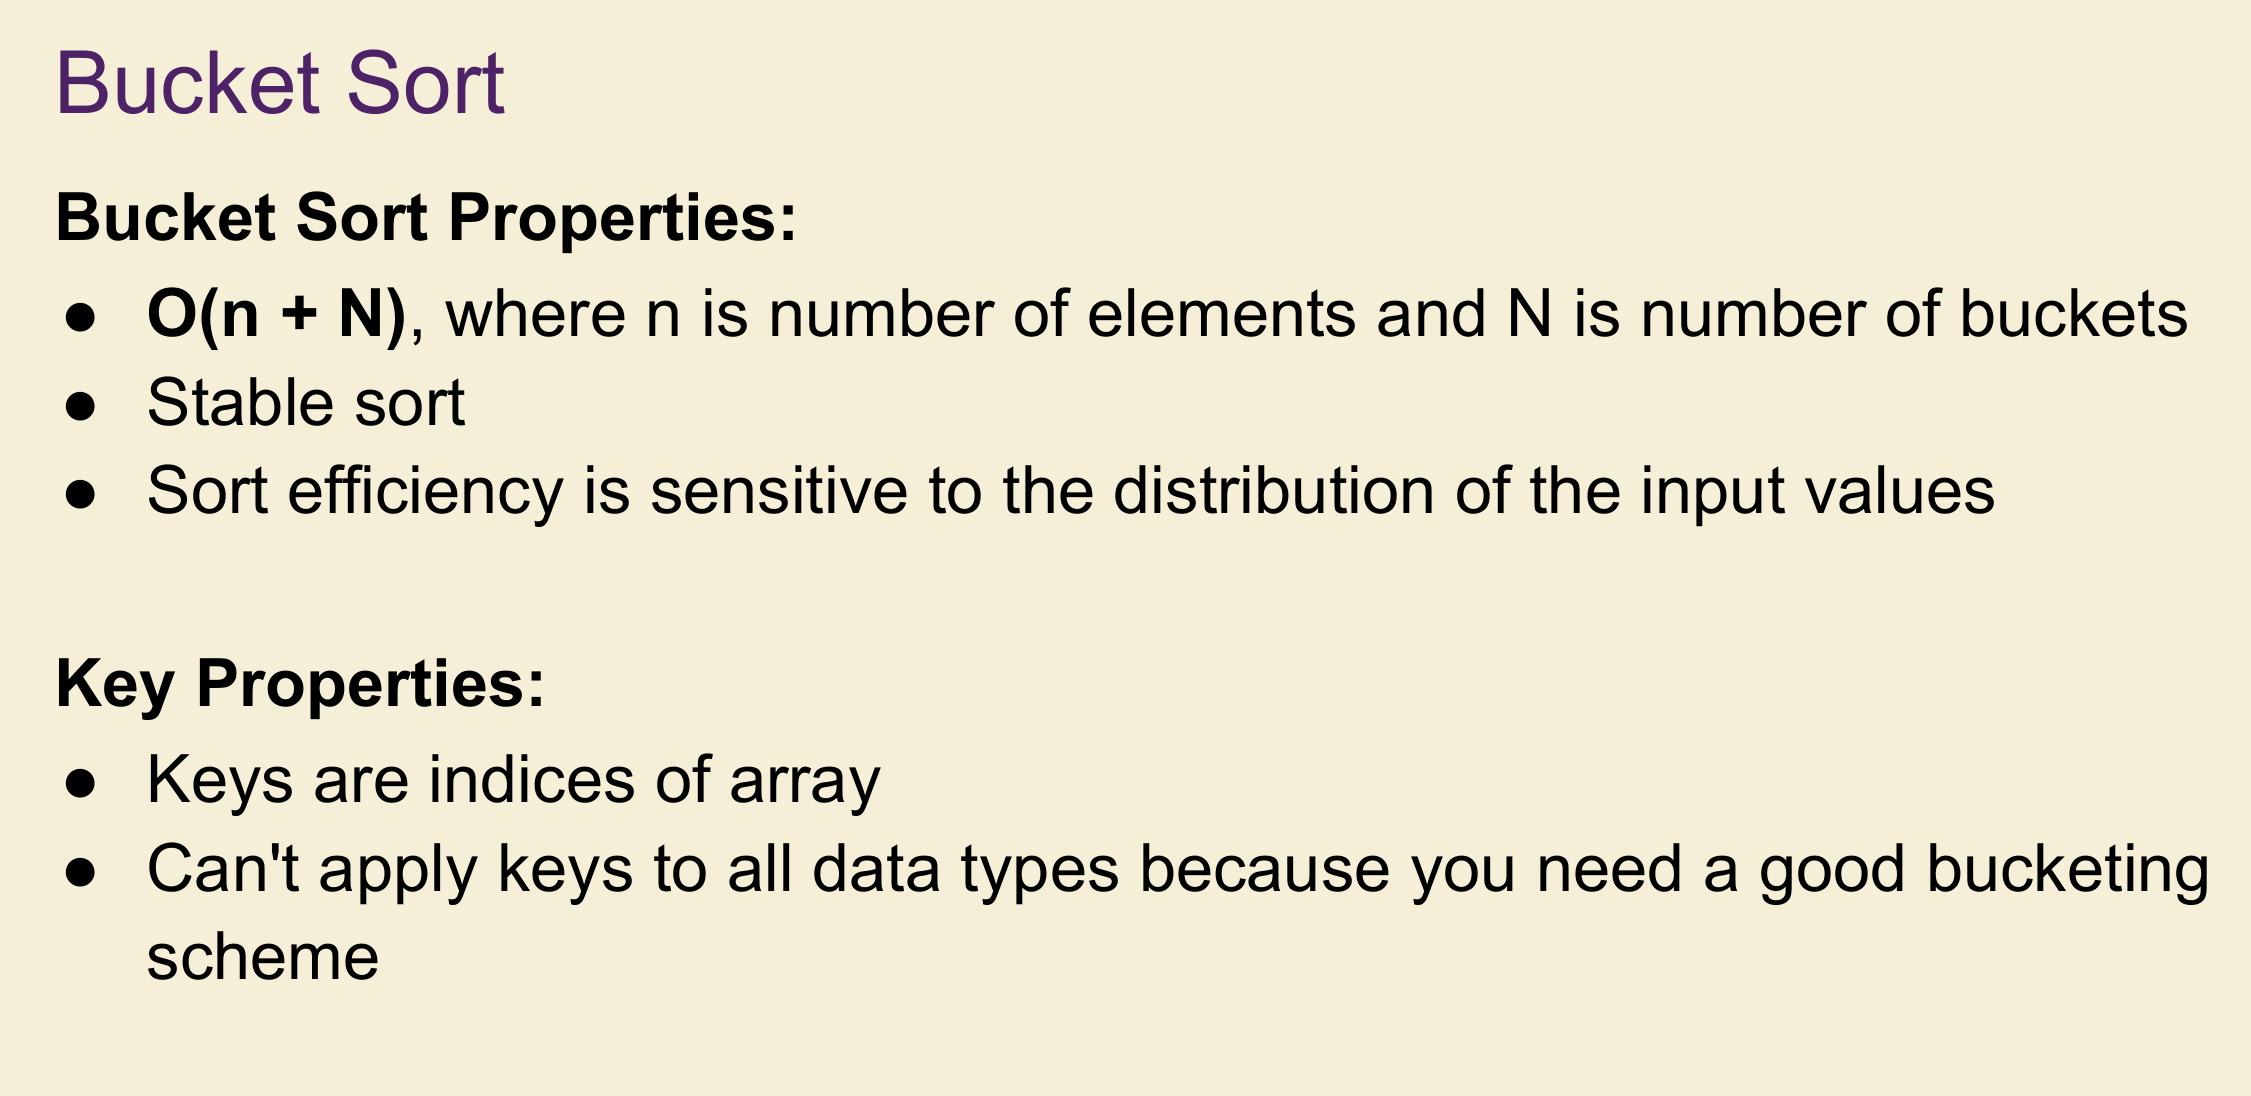 Bucket Sort
Bucket Sort Properties:
● O(n + N), where n is number of elements and N is number of buckets
● Stable sort
● Sort efficiency is sensitive to the distribution of the input values
Key Properties:
● Keys are indices of array
● Can't apply keys to all data types because you need a good bucketing
scheme